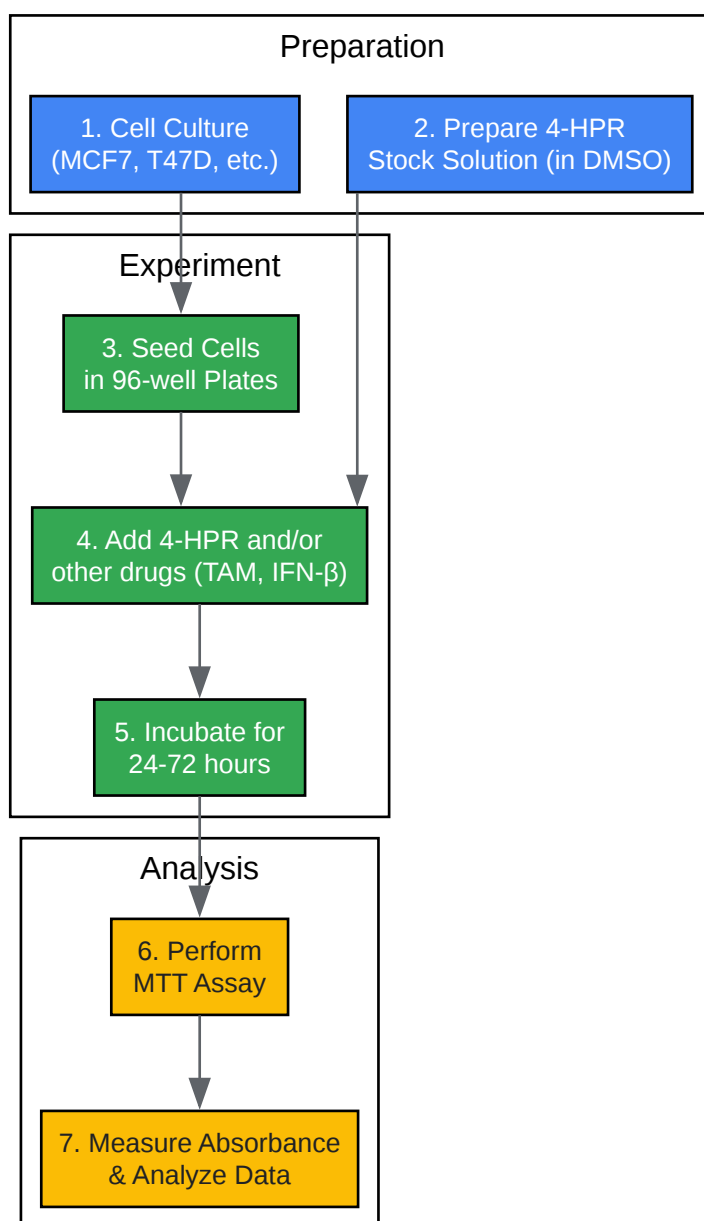 Preparation
1. Cell Culture
(MCF7, T47D, etc.)
2. Prepare 4-HPR
Stock Solution (in DMSO)
Experiment
3. Seed Cells
in 96-well Plates
4. Add 4-HPR and/or
other drugs (TAM, IFN-β)
5. Incubate for
24-72 hours
Analysis
6. Perform
MTT Assay
7. Measure Absorbance
& Analyze Data